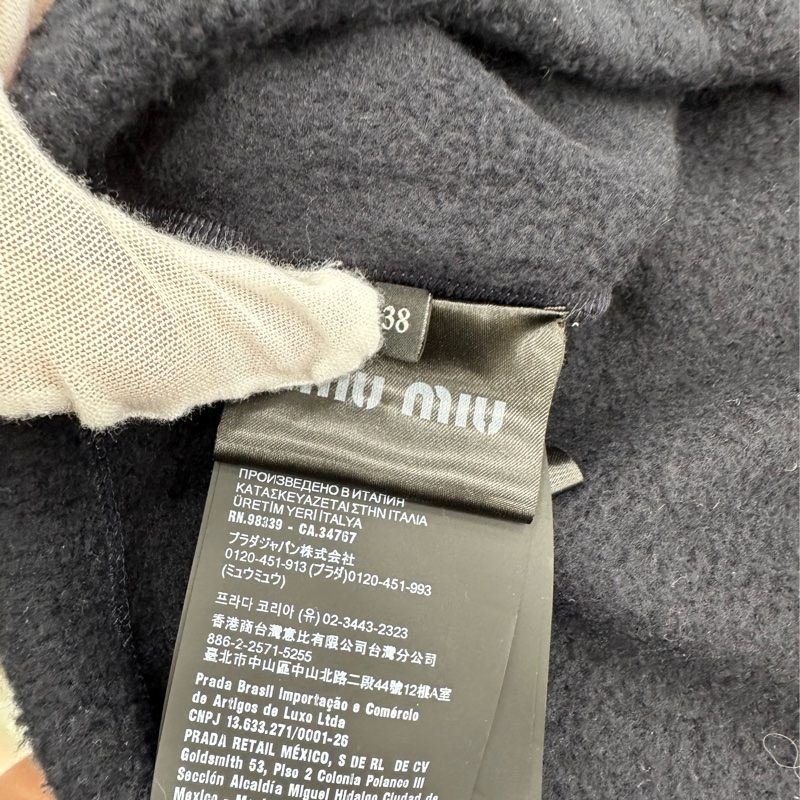 38
MIU MIU
ПРОИЗВЕДЕНО В ИТАЛИЯ
ΚΑΤΑΣΚΕΥΑΖΕΤΑΙ ΣΤΗΝ ΙΤΑΛΙΑ
ÜRETİM YERİ İTALYA
RN.98339 - CA.34767
プラダジャパン株式会社
0120-451-913 (プラダ)0120-451-993
(ミュウミュウ)
프라다 코리아 (유) 02-3443-2323
香港商台灣惠比有限公司台灣分公司
886-2-2571-5255
臺北市中山區中山北路二段44號12樓A室
Prada Brasil Importação e Comércio
de Artigos de Luxo Ltda
CNPJ 13.633.271/0001-26
PRADA RETAIL MÉXICO, S DE RL DE CV
Goldsmith 53, Piso 2 Colonia Polanco III
Sección Alcaldía Miguel Hidalgo Ciudad de
Mexico -